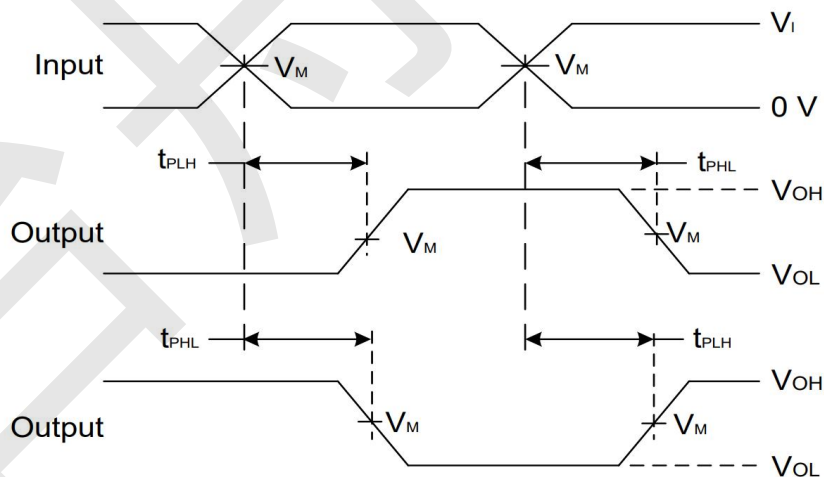 VI
Input VM VM
0 V
tPLH tPHL
VOH
Output VM VM
VOL
tPHL tPLH
VOH
Output VM VM
VOL